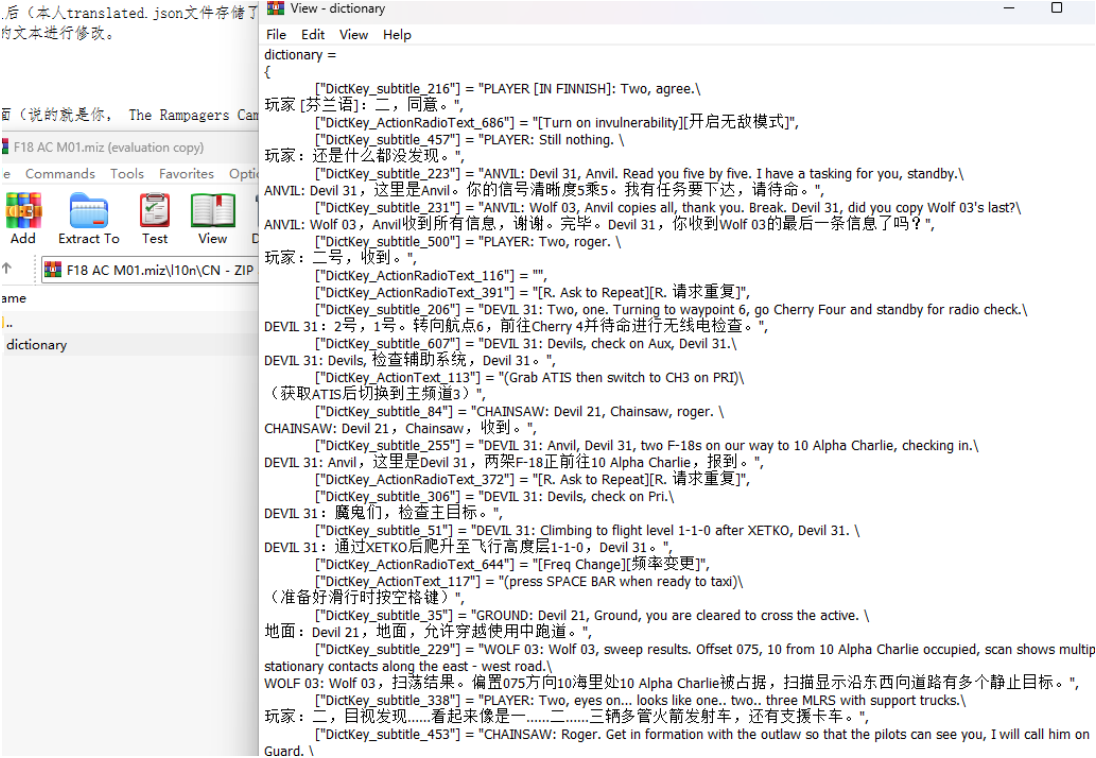 后（本人translated.json文件存储了
的文本进行修改。
面（说的就是你， The Rampagers Cam
F18 AC M01.miz (evaluation copy)
e Commands Tools Favorites Optio
Add Extract To Test View D
F18 AC M01.miz\l10n\CN - ZIP
ame
..
dictionary
View - dictionary
File Edit View Help
dictionary =
{
["DictKey_subtitle_216"] = "PLAYER [IN FINNISH]: Two, agree.\
玩家 [芬兰语]：二，同意。",
["DictKey_ActionRadioText_686"] = "[Turn on invulnerability][开启无敌模式]",
["DictKey_subtitle_457"] = "PLAYER: Still nothing. \
玩家：还是什么都没发现。",
["DictKey_subtitle_223"] = "ANVIL: Devil 31, Anvil. Read you five by five. I have a tasking for you, standby.\
ANVIL: Devil 31，这里是Anvil。你的信号清晰度5乘5。我有任务要下达，请待命。",
["DictKey_subtitle_231"] = "ANVIL: Wolf 03, Anvil copies all, thank you. Break. Devil 31, did you copy Wolf 03's last?\
ANVIL: Wolf 03，Anvil收到所有信息，谢谢。完毕。Devil 31，你收到Wolf 03的最后一条信息了吗？",
["DictKey_subtitle_500"] = "PLAYER: Two, roger. \
玩家：二号，收到。",
["DictKey_ActionRadioText_116"] = "",
["DictKey_ActionRadioText_391"] = "[R. Ask to Repeat][R. 请求重复]",
["DictKey_subtitle_206"] = "DEVIL 31: Two, one. Turning to waypoint 6, go Cherry Four and standby for radio check.\
DEVIL 31：2号，1号。转向航点6，前往Cherry 4并待命进行无线电检查。",
["DictKey_subtitle_607"] = "DEVIL 31: Devils, check on Aux, Devil 31.\
DEVIL 31: Devils, 检查辅助系统，Devil 31。",
["DictKey_ActionText_113"] = "(Grab ATIS then switch to CH3 on PRI)\
（获取ATIS后切换到主频道3）",
["DictKey_subtitle_84"] = "CHAINSAW: Devil 21, Chainsaw, roger. \
CHAINSAW: Devil 21，Chainsaw，收到。",
["DictKey_subtitle_255"] = "DEVIL 31: Anvil, Devil 31, two F-18s on our way to 10 Alpha Charlie, checking in.\
DEVIL 31: Anvil，这里是Devil 31，两架F-18正前往10 Alpha Charlie，报到。",
["DictKey_ActionRadioText_372"] = "[R. Ask to Repeat][R. 请求重复]",
["DictKey_subtitle_306"] = "DEVIL 31: Devils, check on Pri.\
DEVIL 31：魔鬼们，检查主目标。",
["DictKey_subtitle_51"] = "DEVIL 31: Climbing to flight level 1-1-0 after XETKO, Devil 31. \
DEVIL 31：通过XETKO后爬升至飞行高度层1-1-0，Devil 31。",
["DictKey_ActionRadioText_644"] = "[Freq Change][频率变更]",
["DictKey_ActionText_117"] = "(press SPACE BAR when ready to taxi)\
（准备好滑行时按空格键）",
["DictKey_subtitle_35"] = "GROUND: Devil 21, Ground, you are cleared to cross the active. \
地面：Devil 21，地面，允许穿越使用中跑道。",
["DictKey_subtitle_229"] = "WOLF 03: Wolf 03, sweep results. Offset 075, 10 from 10 Alpha Charlie occupied, scan shows multip
stationary contacts along the east - west road.\
WOLF 03: Wolf 03，扫荡结果。偏置075方向10海里处10 Alpha Charlie被占据，扫描显示沿东西向道路有多个静止目标。",
["DictKey_subtitle_338"] = "PLAYER: Two, eyes on... looks like one.. two.. three MLRS with support trucks.\
玩家：二，目视发现……看起来像是一……二……三辆多管火箭发射车，还有支援卡车。",
["DictKey_subtitle_453"] = "CHAINSAW: Roger. Get in formation with the outlaw so that the pilots can see you, I will call him on
Guard. \